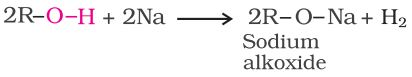 2R–O–H + 2Na ⟶ 2R–O–Na + H₂
Sodium
alkoxide